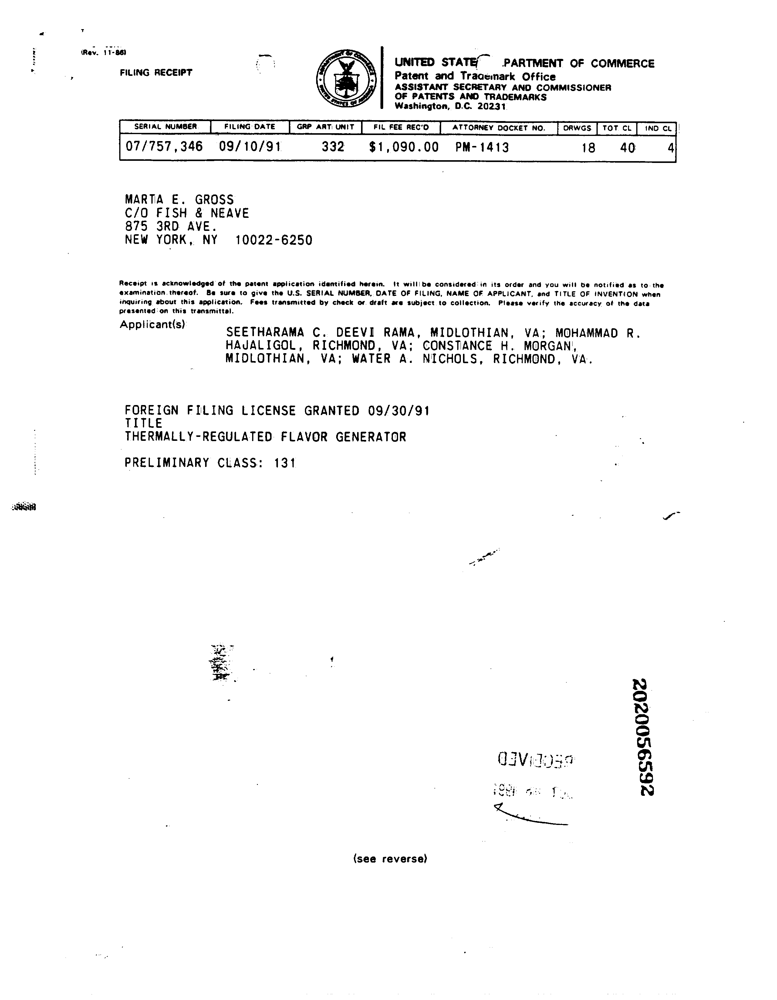 (Rev. 11-86)
FILING RECEIPT
UNITED STATE PARTMENT OF COMMERCE
Patent and Trademark Office
ASSISTANT SECRETARY AND COMMISSIONER
OF PATENTS AND TRADEMARKS
Washington, D.C. 20231
SERIAL NUMBER FILING DATE GRP ART UNIT FIL FEE REC'D ATTORNEY DOCKET NO. DRWGS TOT CL IND CL
07/757,346 09/10/91 332 $1,090.00 PM-1413 18 40 4
MARTA E. GROSS
C/O FISH & NEAVE
875 3RD AVE.
NEW YORK, NY 10022-6250
Receipt is acknowledged of the patent application identified herein. It will be considered in its order and you will be notified as to the
examination thereof. Be sure to give the U.S. SERIAL NUMBER, DATE OF FILING, NAME OF APPLICANT, and TITLE OF INVENTION when
inquiring about this application. Fees transmitted by check or draft are subject to collection. Please verify the accuracy of the data
presented on this transmittal.
Applicant(s)
SEETHARAMA C. DEEVI RAMA, MIDLOTHIAN, VA; MOHAMMAD R.
HAJALIGOL, RICHMOND, VA; CONSTANCE H. MORGAN,
MIDLOTHIAN, VA; WATER A. NICHOLS, RICHMOND, VA.
FOREIGN FILING LICENSE GRANTED 09/30/91
TITLE
THERMALLY-REGULATED FLAVOR GENERATOR
PRELIMINARY CLASS: 131
2020056592
(see reverse)